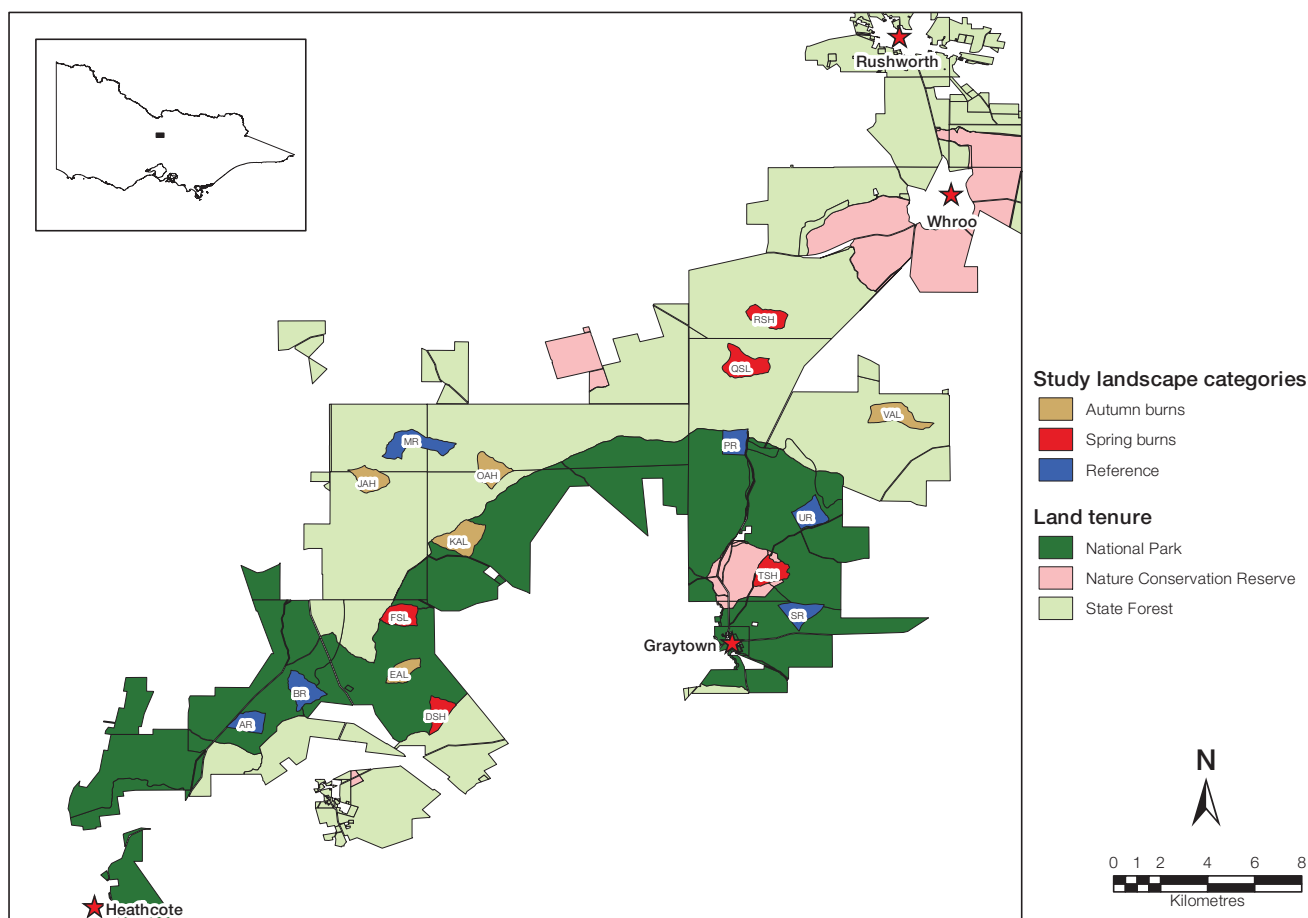 Rushworth
Whroo
RSH
QSL
VAL
MR
PR
JAH
OAH
UR
KAL
TSH
FSL
SR
Graytown
EAL
BR
DSH
AR
Heathcote
Study landscape categories
Autumn burns
Spring burns
Reference
Land tenure
National Park
Nature Conservation Reserve
State Forest
N
0 1 2 4 6 8
Kilometres